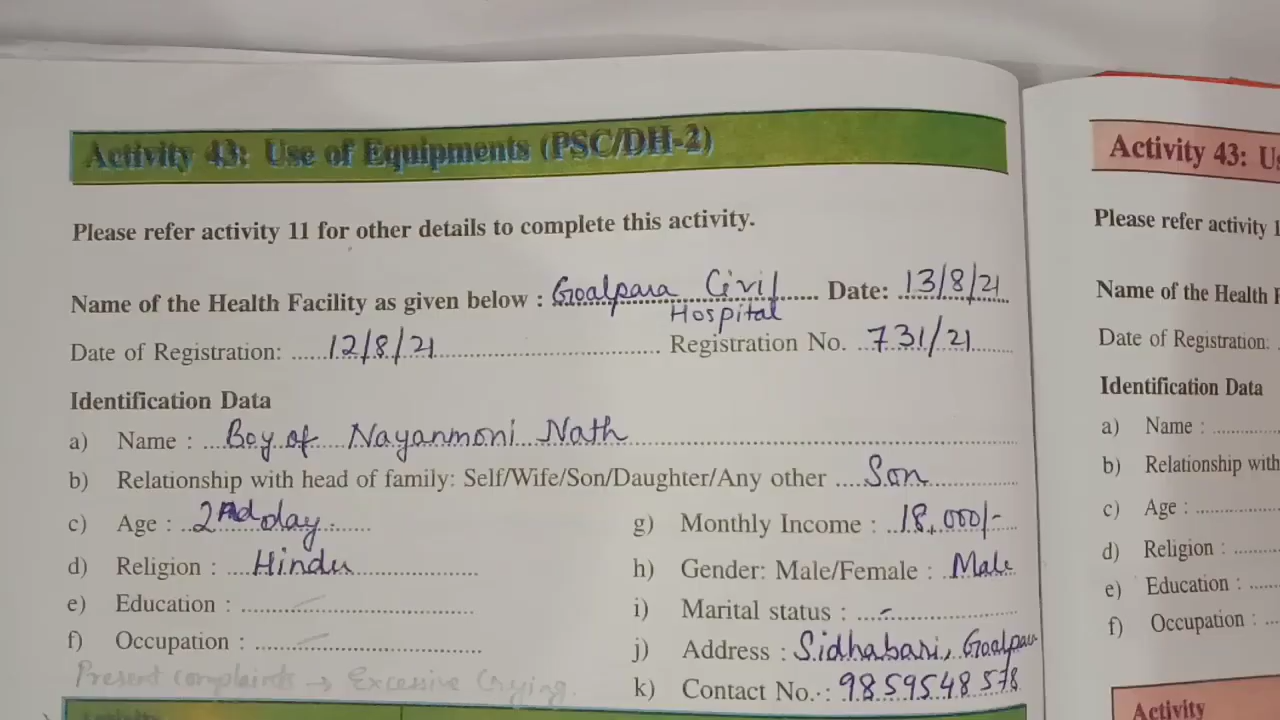 Activity 43: Use of Equipments (PSC/DH-2)
Please refer activity 11 for other details to complete this activity.
Name of the Health Facility as given below : Goalpara Civil Hospital Date: 13/8/21
Date of Registration: 12/8/21 Registration No. 731/21
Identification Data
a) Name : Boy of Nayanmoni Nath
b) Relationship with head of family: Self/Wife/Son/Daughter/Any other Son
c) Age : 2nd day
d) Religion : Hindu
e) Education :
f) Occupation :
Present complaints → Excessive Crying.
g) Monthly Income : 18,000/-
h) Gender: Male/Female : Male
i) Marital status : -
j) Address : Sidhabari, Goalpara
k) Contact No.: 9859548578
Activity 43: Us
Please refer activity 1
Name of the Health F
Date of Registration:
Identification Data
a) Name :
b) Relationship with
c) Age :
d) Religion :
e) Education :
f) Occupation :
Activity